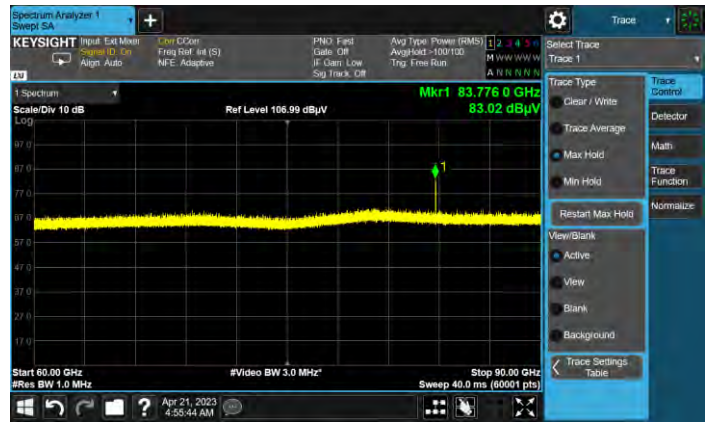 Spectrum Analyzer 1
Swept SA
+
Trace
KEYSIGHT
Input: Ext Mixer
Signal ID: On
Align: Auto
Corr CCorr
Freq Ref: Int (S)
NFE: Adaptive
PNO: Fast
Gate: Off
IF Gain: Low
Sig Track: Off
Avg Type: Power (RMS)
Avg|Hold: >100/100
Trig: Free Run
1 2 3 4 5 6
M W W W W W
A N N N N N
LXI
Select Trace
Trace 1
1 Spectrum
Scale/Div 10 dB
Log
Ref Level 106.99 dBµV
Mkr1 83.776 0 GHz
83.02 dBµV
97.0
87.0
77.0
67.0
57.0
47.0
37.0
27.0
17.0
1
Start 60.00 GHz
#Res BW 1.0 MHz
#Video BW 3.0 MHz*
Stop 90.00 GHz
Sweep 40.0 ms (60001 pts)
Trace Type
Clear / Write
Trace Average
Max Hold
Min Hold
Restart Max Hold
View/Blank
Active
View
Blank
Background
Trace Settings
Table
Trace
Control
Detector
Math
Trace
Function
Normalize
?
Apr 21, 2023
4:55:44 AM